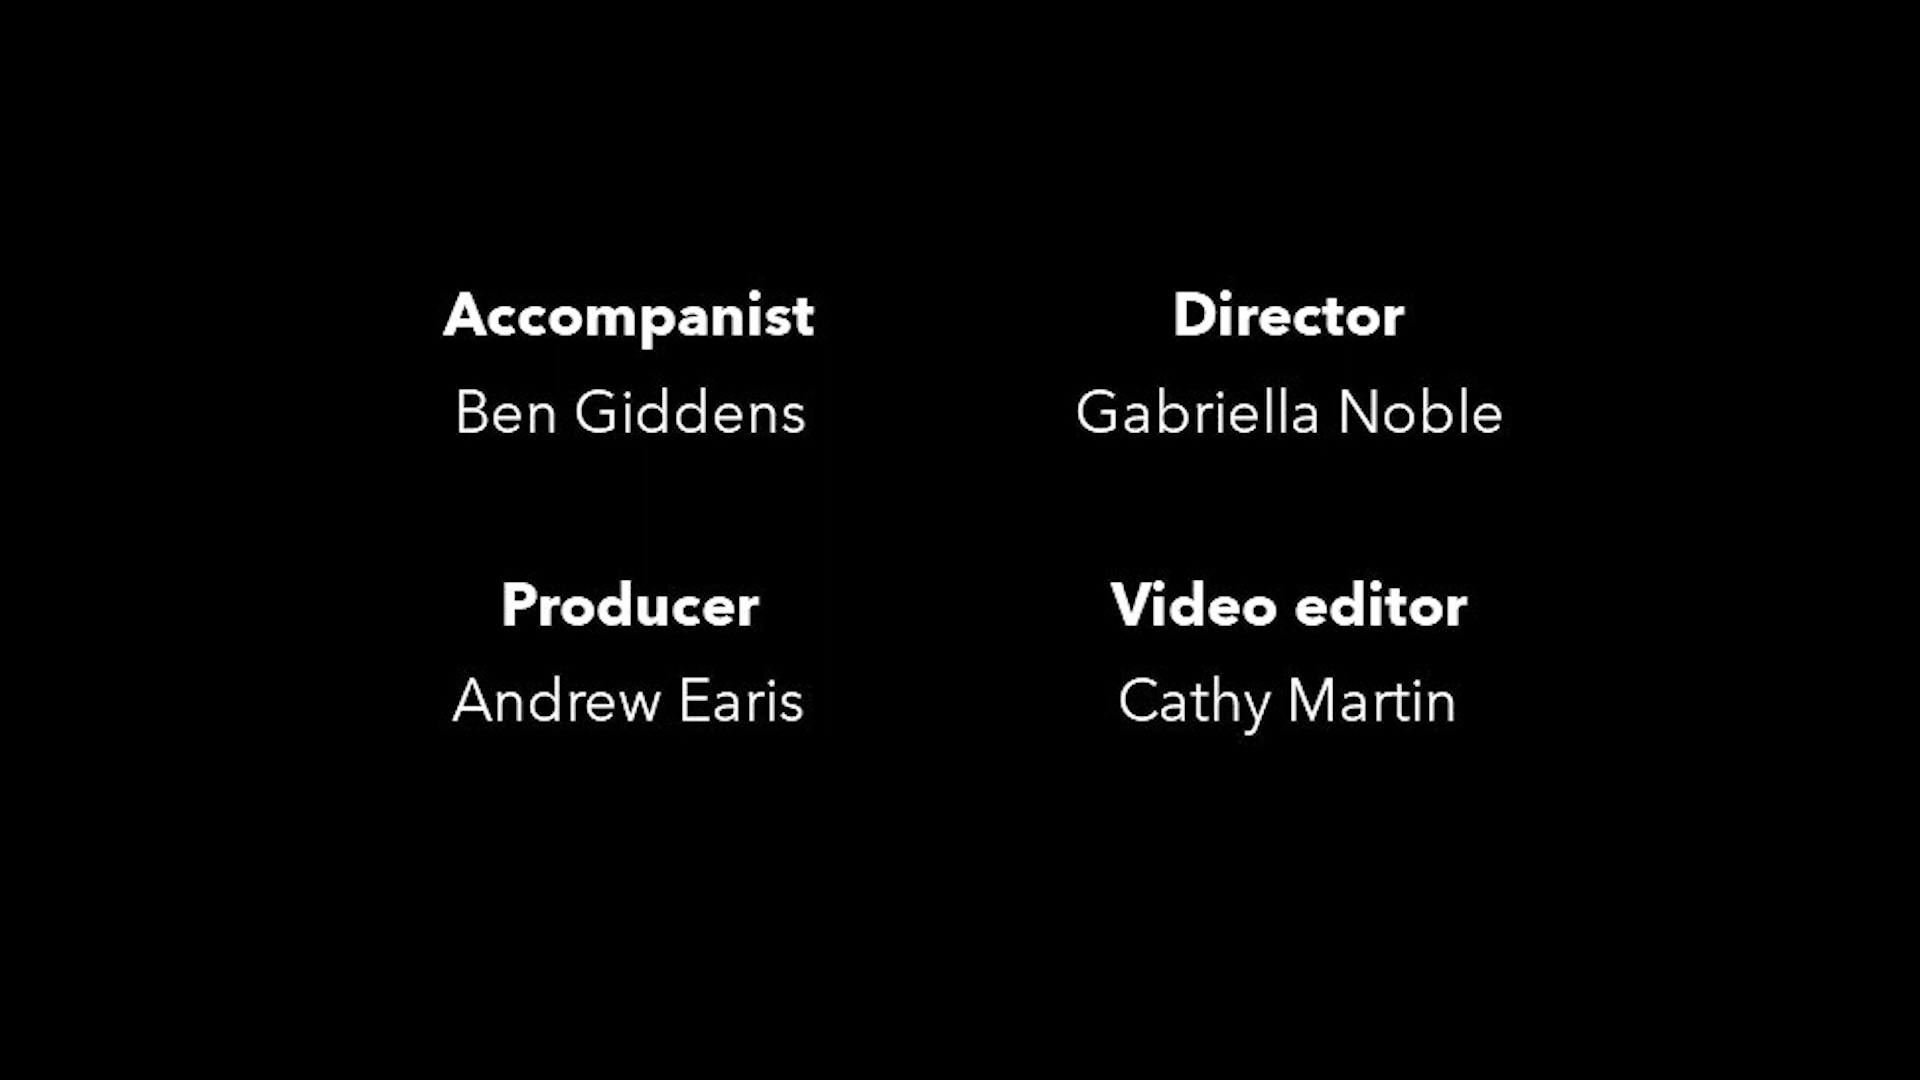 Accompanist
Ben Giddens
Director
Gabriella Noble
Producer
Andrew Earis
Video editor
Cathy Martin